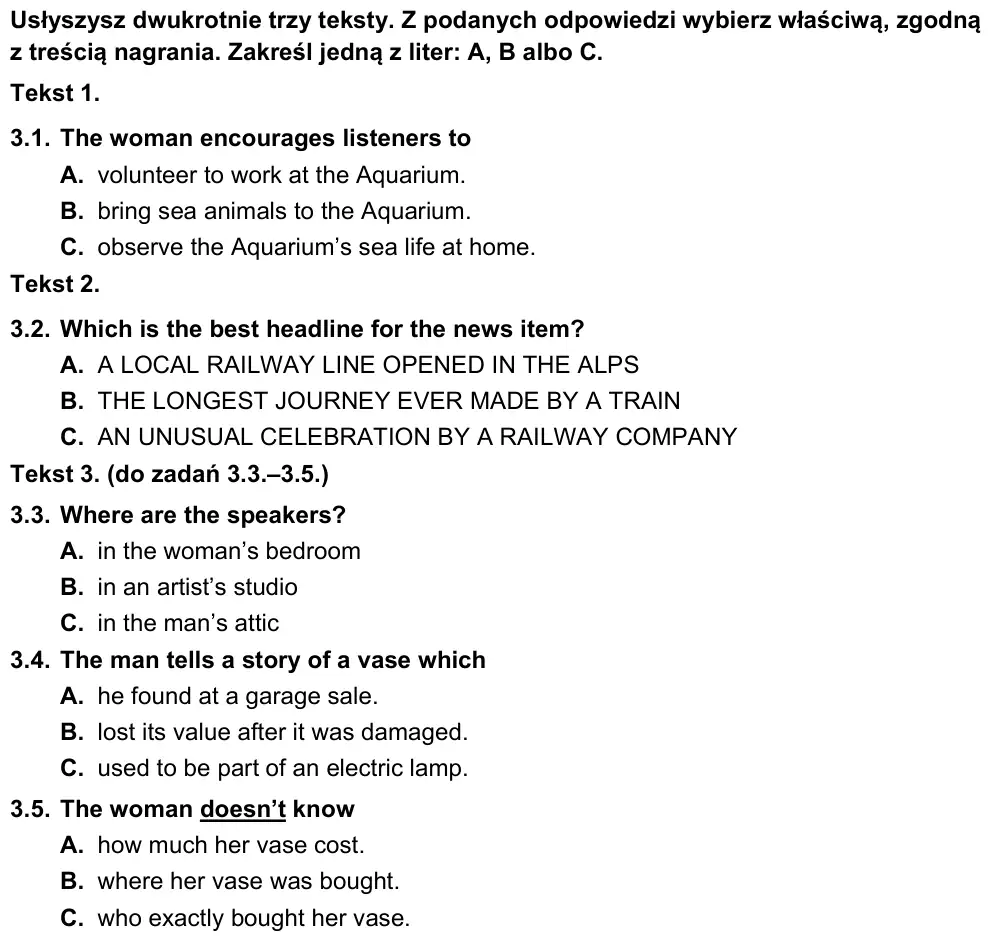 Usłyszysz dwukrotnie trzy teksty. Z podanych odpowiedzi wybierz właściwą, zgodną
z treścią nagrania. Zakreśl jedną z liter: A, B albo C.
Tekst 1.
3.1. The woman encourages listeners to
A. volunteer to work at the Aquarium.
B. bring sea animals to the Aquarium.
C. observe the Aquarium’s sea life at home.
Tekst 2.
3.2. Which is the best headline for the news item?
A. A LOCAL RAILWAY LINE OPENED IN THE ALPS
B. THE LONGEST JOURNEY EVER MADE BY A TRAIN
C. AN UNUSUAL CELEBRATION BY A RAILWAY COMPANY
Tekst 3. (do zadań 3.3.–3.5.)
3.3. Where are the speakers?
A. in the woman’s bedroom
B. in an artist’s studio
C. in the man’s attic
3.4. The man tells a story of a vase which
A. he found at a garage sale.
B. lost its value after it was damaged.
C. used to be part of an electric lamp.
3.5. The woman doesn’t know
A. how much her vase cost.
B. where her vase was bought.
C. who exactly bought her vase.